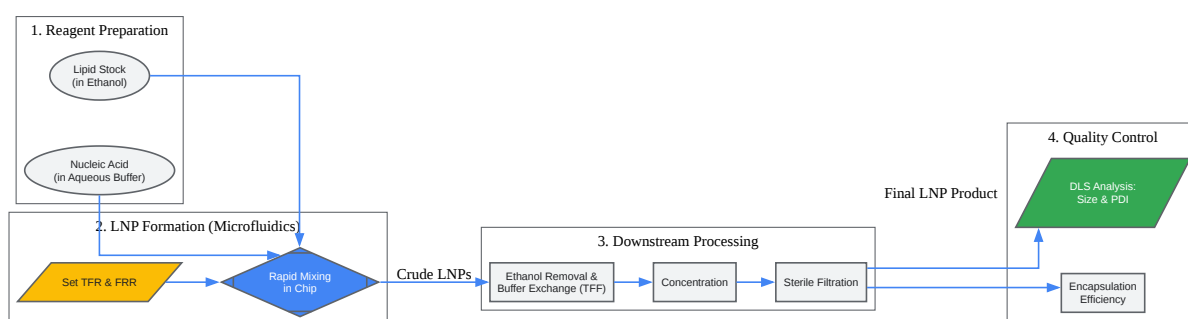 1. Reagent Preparation
Lipid Stock
(in Ethanol)
Nucleic Acid
(in Aqueous Buffer)
2. LNP Formation (Microfluidics)
Set TFR & FRR
Rapid Mixing
in Chip
Crude LNPs
3. Downstream Processing
Ethanol Removal &
Buffer Exchange (TFF)
Concentration
Sterile Filtration
Final LNP Product
4. Quality Control
DLS Analysis:
Size & PDI
Encapsulation
Efficiency